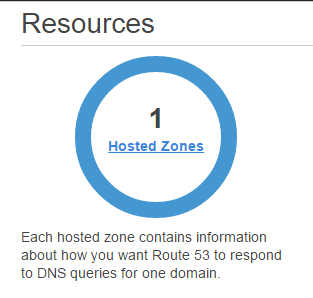 Resources
1
Hosted Zones
Each hosted zone contains information
about how you want Route 53 to respond
to DNS queries for one domain.